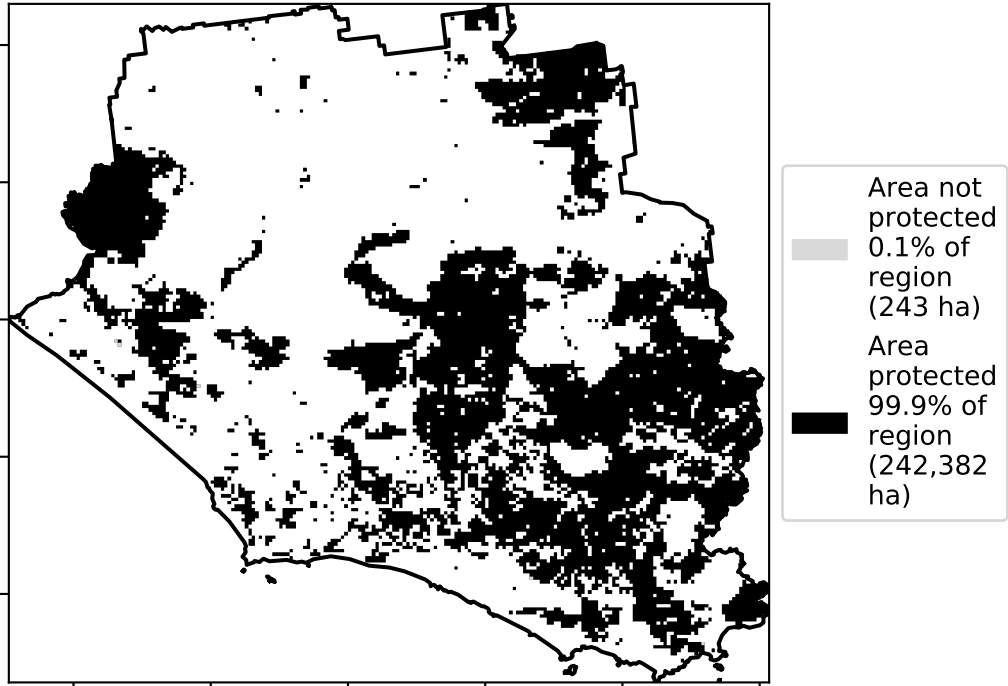 Area not
protected
0.1% of
region
(243 ha)
Area
protected
99.9% of
region
(242,382
ha)